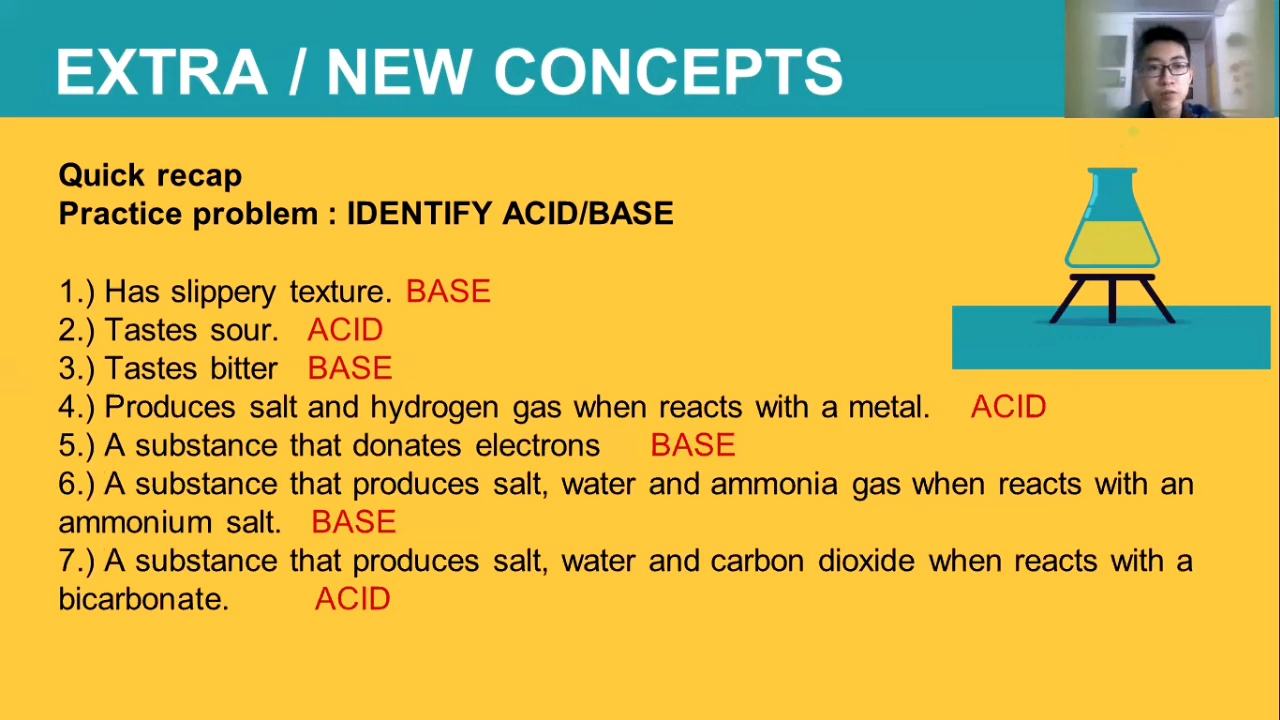 EXTRA / NEW CONCEPTS
Quick recap
Practice problem : IDENTIFY ACID/BASE
1.) Has slippery texture. BASE
2.) Tastes sour. ACID
3.) Tastes bitter BASE
4.) Produces salt and hydrogen gas when reacts with a metal. ACID
5.) A substance that donates electrons BASE
6.) A substance that produces salt, water and ammonia gas when reacts with an
ammonium salt. BASE
7.) A substance that produces salt, water and carbon dioxide when reacts with a
bicarbonate. ACID